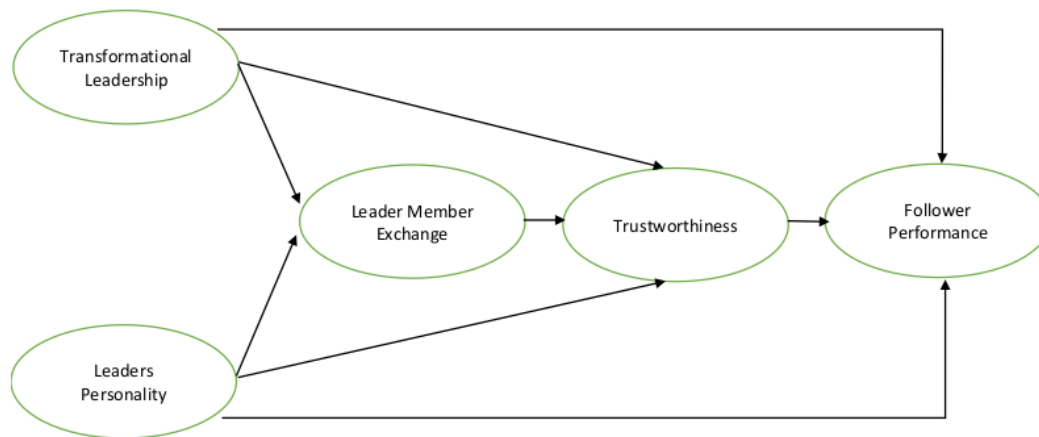 Transformational
Leadership
Leader Member
Exchange
Trustworthiness
Follower
Performance
Leaders
Personality